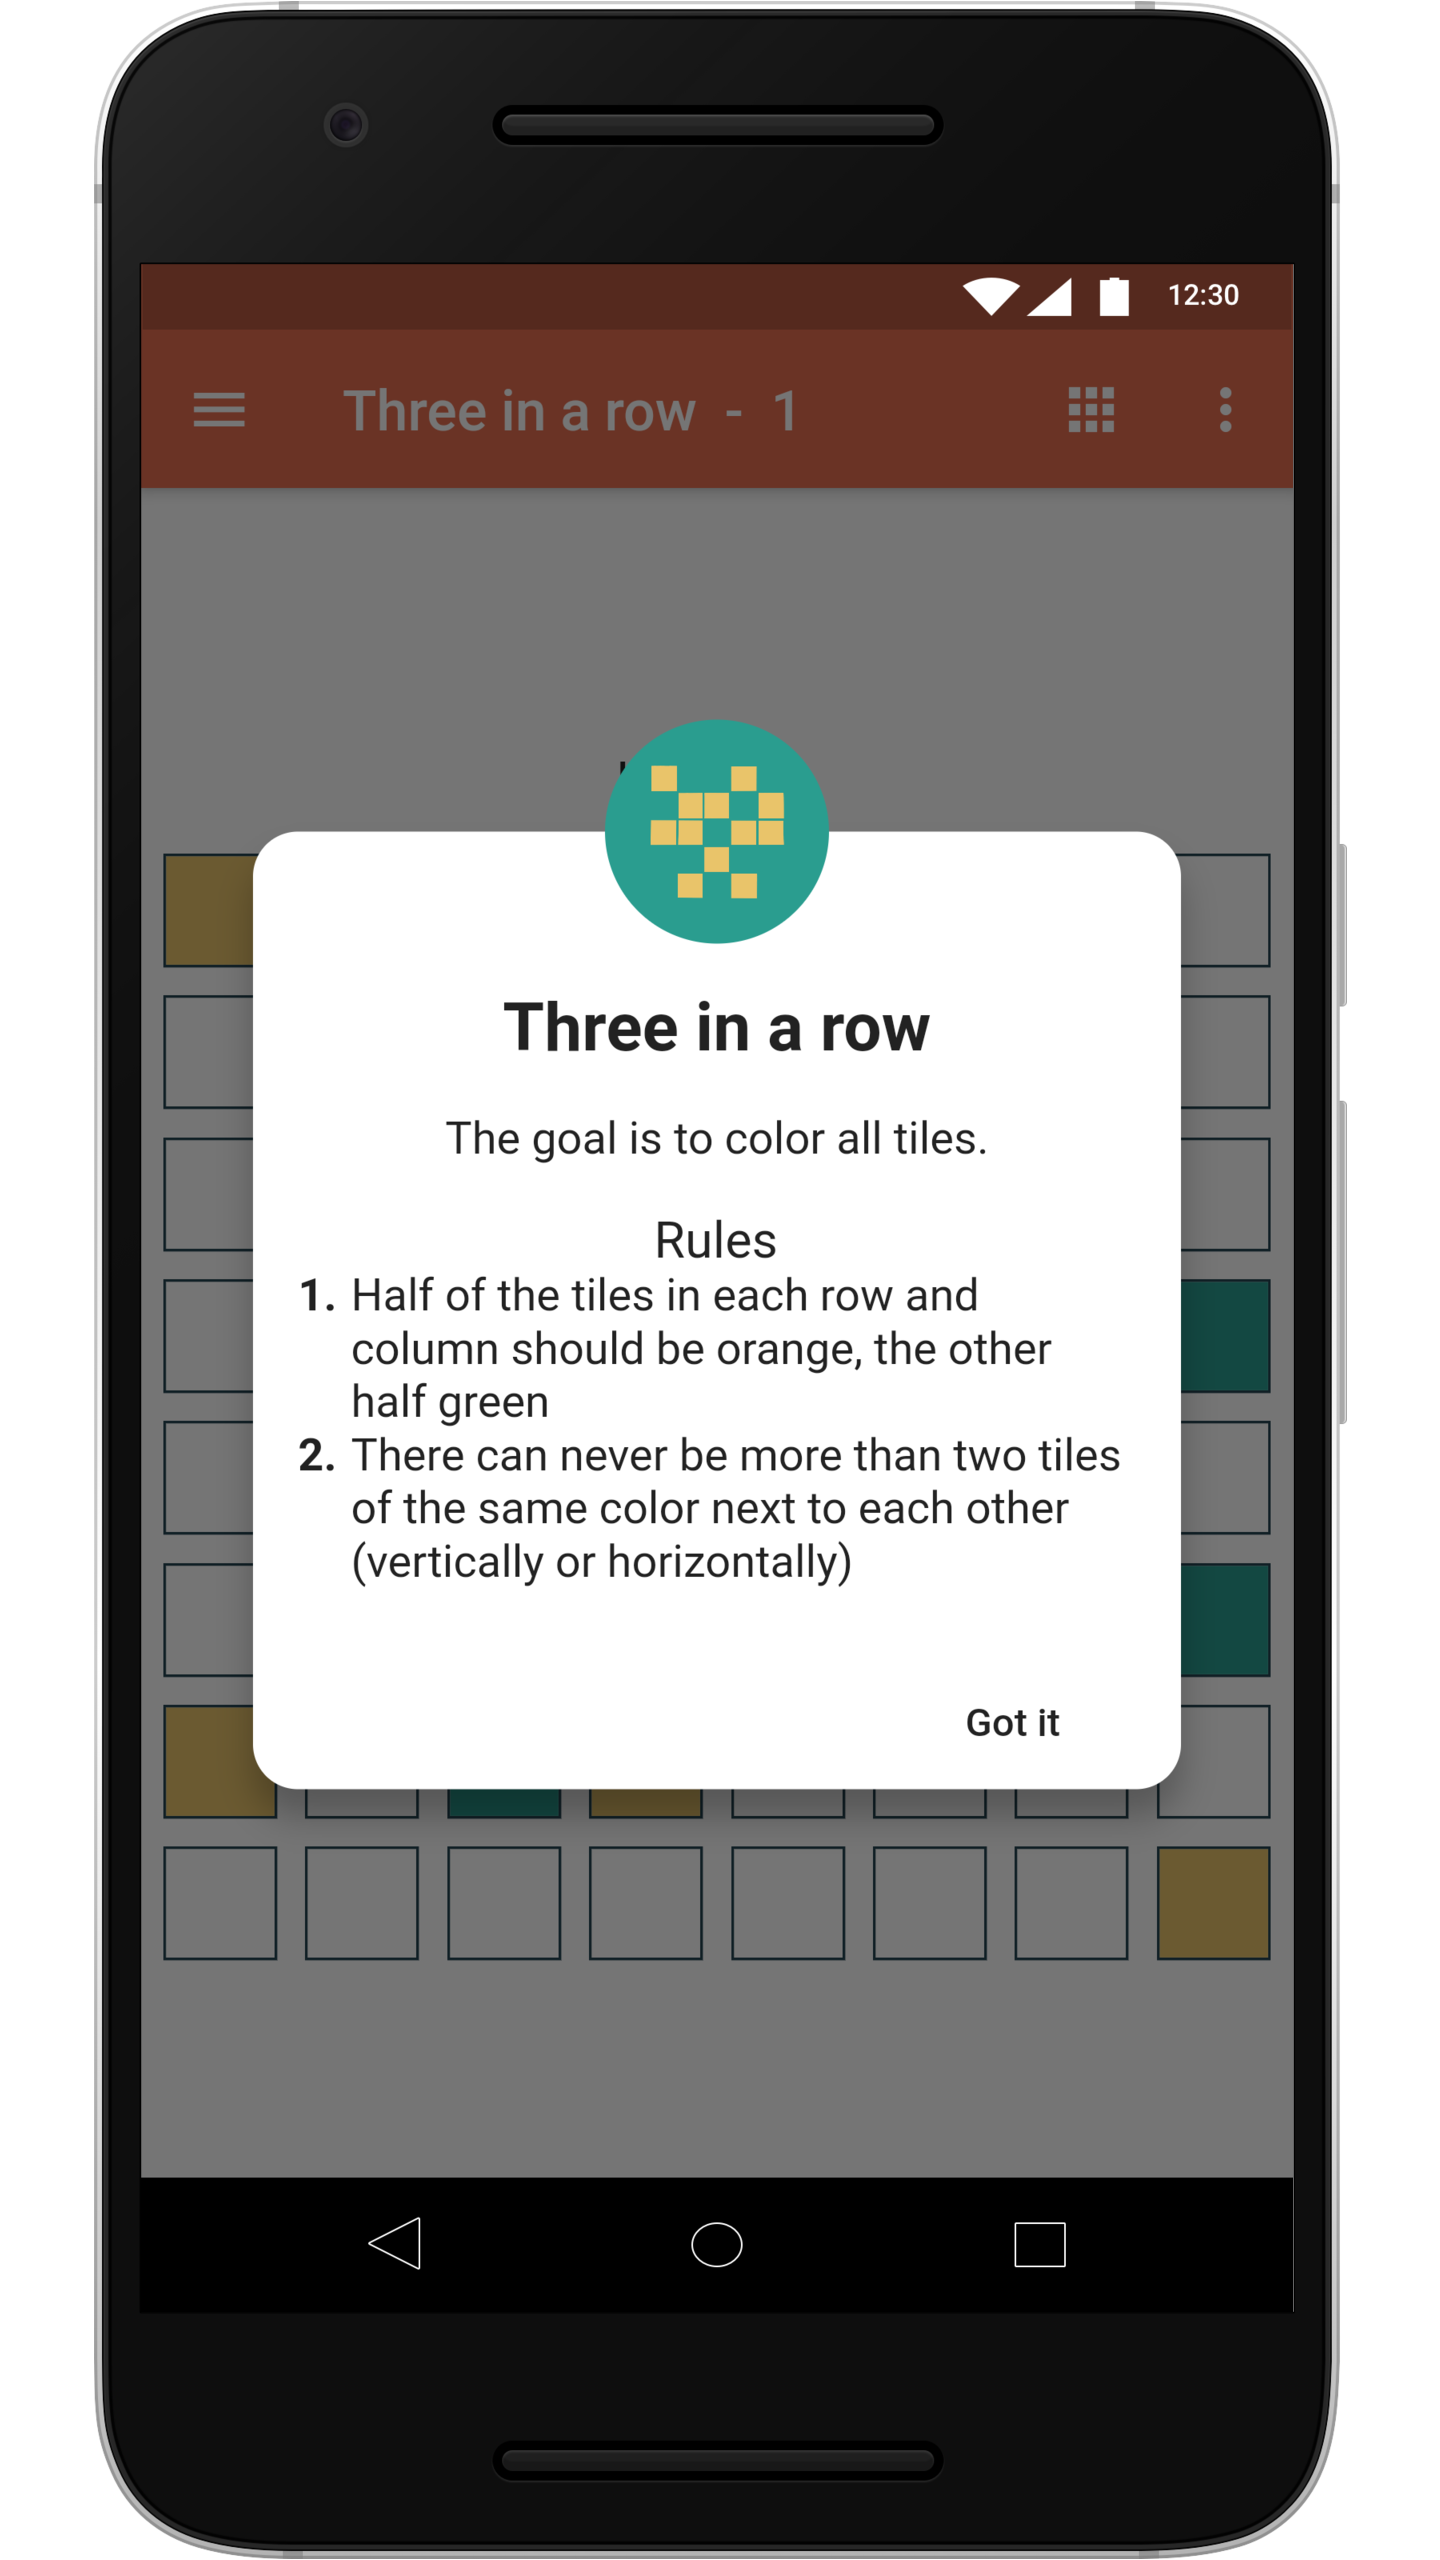 12:30
Three in a row - 1
Three in a row
The goal is to color all tiles.
Rules
1. Half of the tiles in each row and
column should be orange, the other
half green
2. There can never be more than two tiles
of the same color next to each other
(vertically or horizontally)
Got it